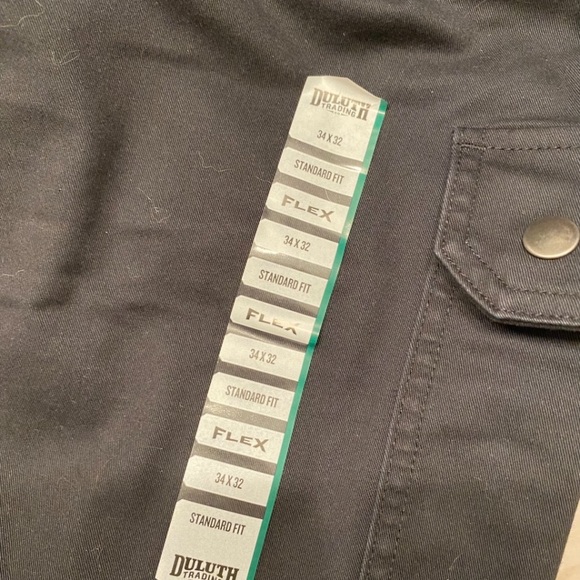 DULUTH
TRADING
34 X 32
STANDARD FIT
FLEX
34 X 32
STANDARD FIT
FLEX
34 X 32
STANDARD FIT
FLEX
34 X 32
STANDARD FIT
DULUTH
TRADING